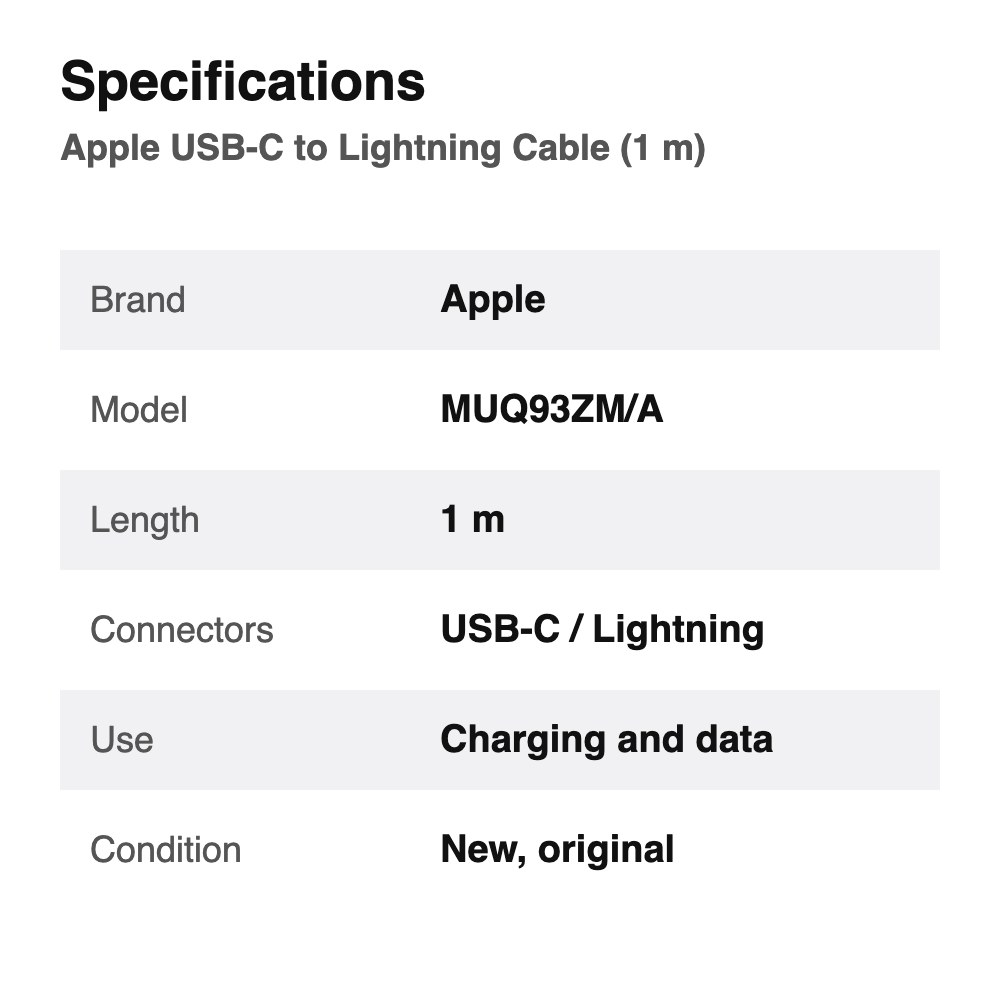 Specifications
Apple USB-C to Lightning Cable (1 m)
Brand Apple
Model MUQ93ZM/A
Length 1 m
Connectors USB-C / Lightning
Use Charging and data
Condition New, original